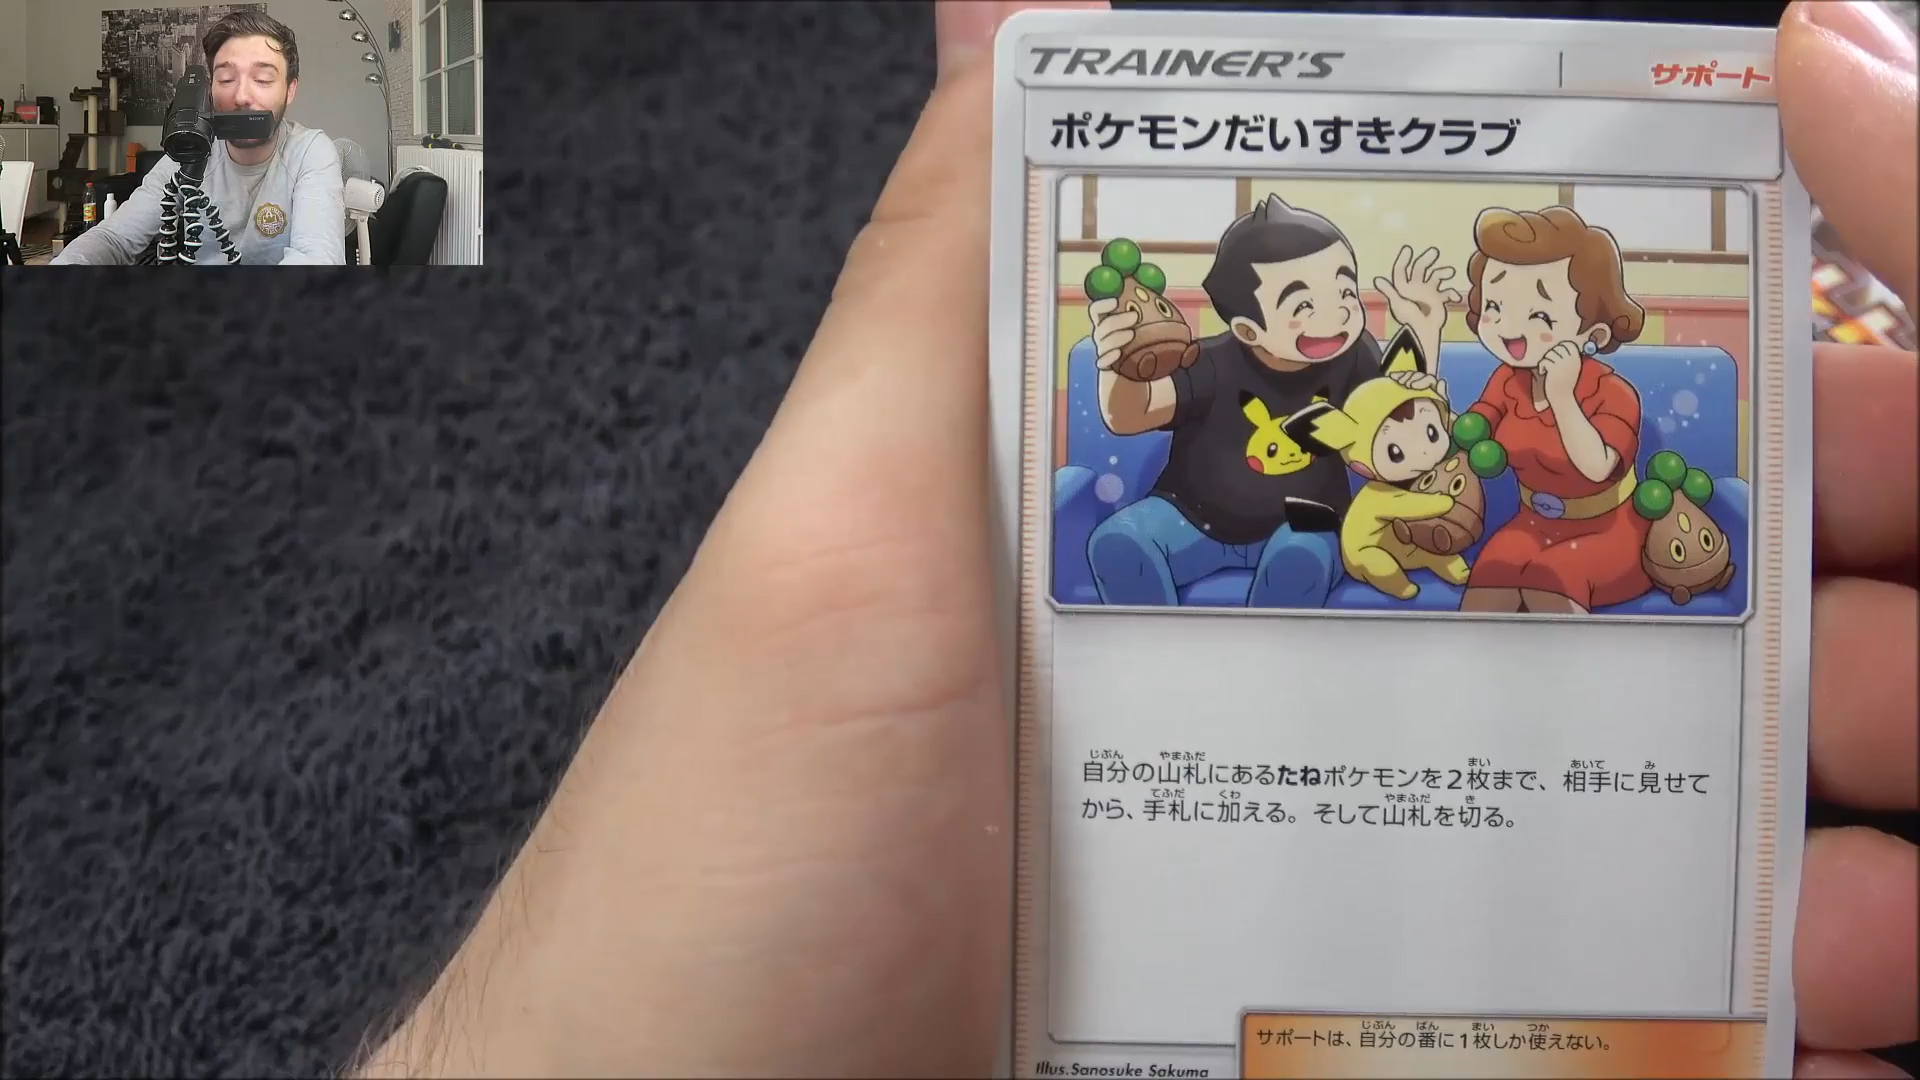 TRAINER'S
サポート
ポケモンだいすきクラブ
自分の山札にあるたねポケモンを2枚まで、相手に見せて
から、手札に加える。そして山札を切る。
サポートは、自分の番に1枚しか使えない。
Illus.Sanosuke Sakuma
SONY